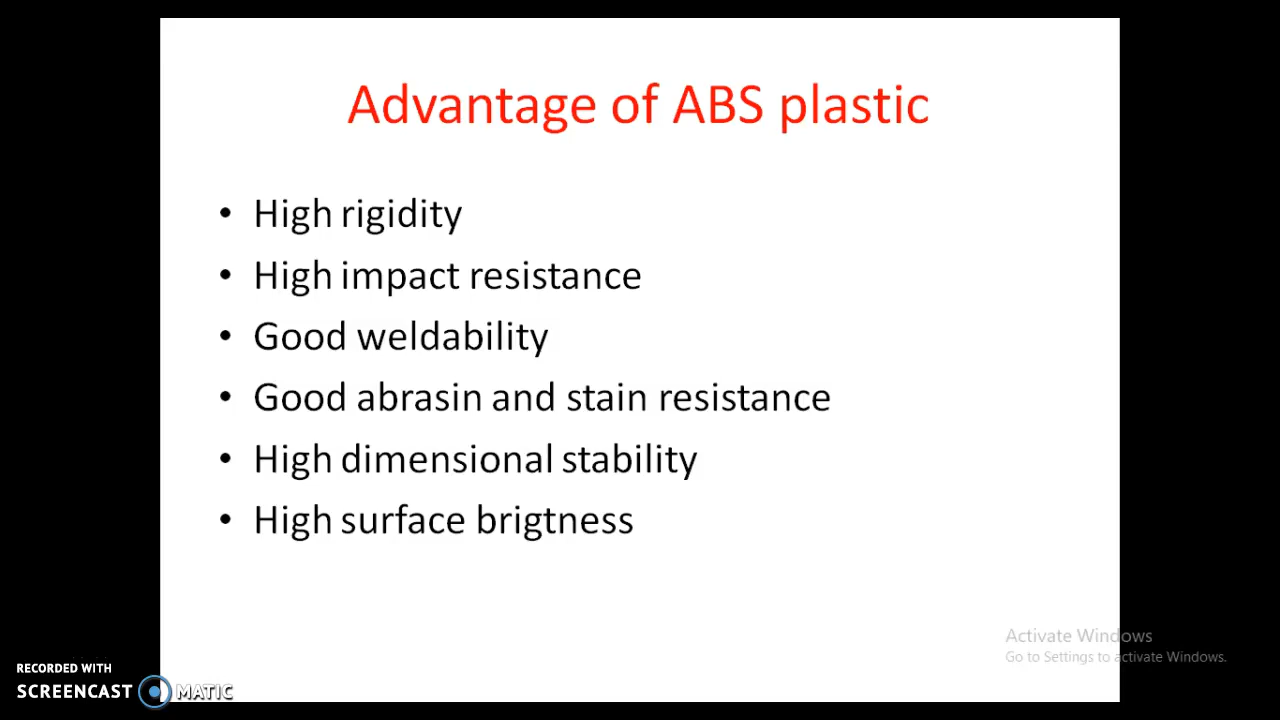 Advantage of ABS plastic
• High rigidity
• High impact resistance
• Good weldability
• Good abrasin and stain resistance
• High dimensional stability
• High surface brigtness
Activate Windows
Go to Settings to activate Windows.
RECORDED WITH
SCREENCAST MATIC